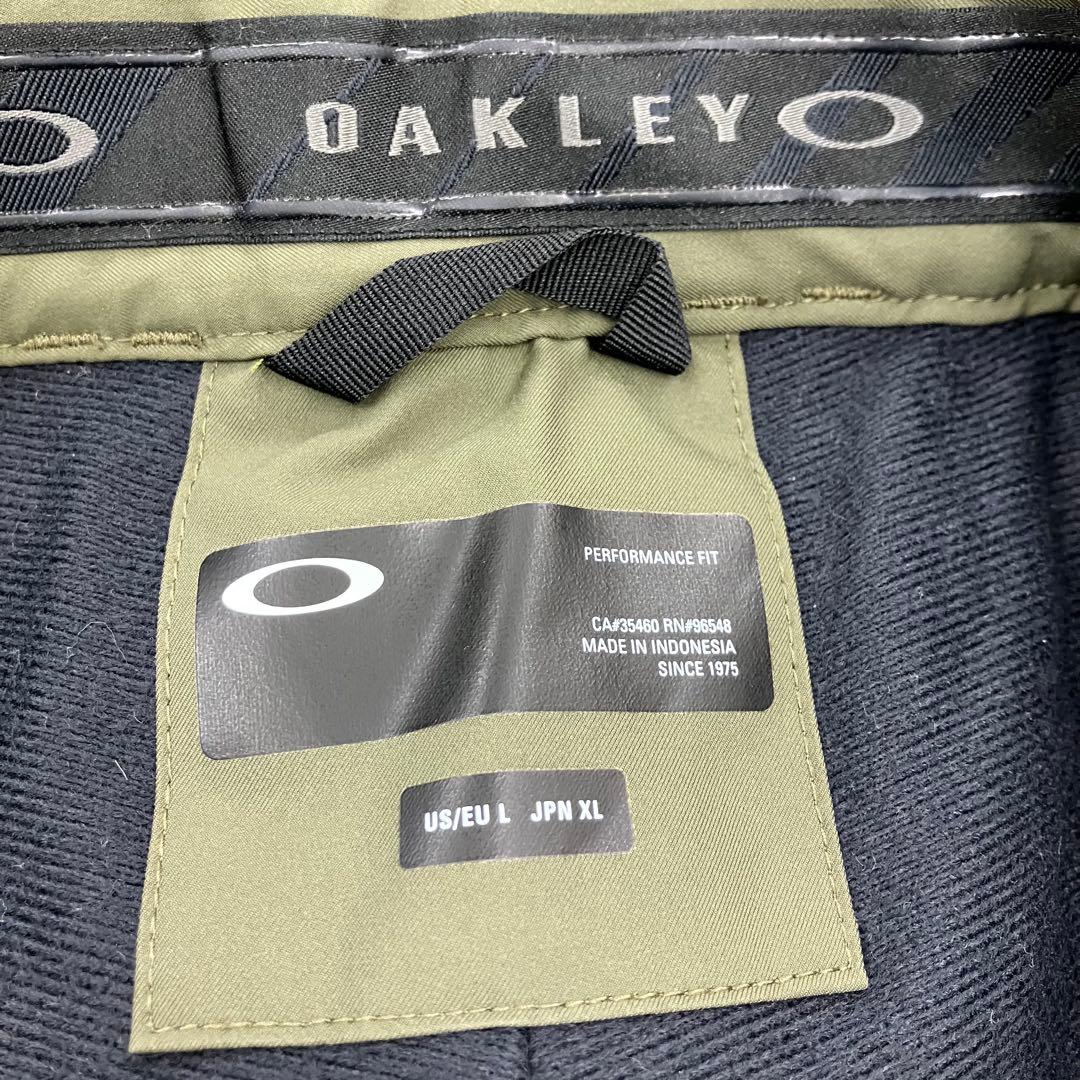 OAKLEY
PERFORMANCE FIT
CA#35460 RN#96548
MADE IN INDONESIA
SINCE 1975
US/EU L JPN XL